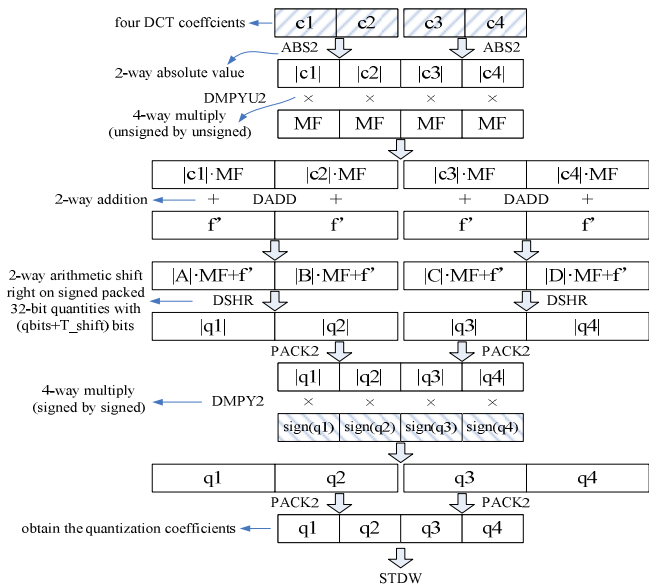 four DCT coeffcients c1 c2 c3 c4
ABS2 ABS2
2-way absolute value |c1| |c2| |c3| |c4|
DMPYU2 × × × ×
4-way multiply
(unsigned by unsigned)
MF MF MF MF
|c1|·MF |c2|·MF |c3|·MF |c4|·MF
2-way addition + DADD + + DADD +
f’ f’ f’ f’
2-way arithmetic shift
right on signed packed
32-bit quantities with
(qbits+T_shift) bits
|A|·MF+f’ |B|·MF+f’ |C|·MF+f’ |D|·MF+f’
DSHR DSHR
|q1| |q2| |q3| |q4|
PACK2 PACK2
|q1| |q2| |q3| |q4|
4-way multiply
(signed by signed)
DMPY2 × × × ×
sign(q1) sign(q2) sign(q3) sign(q4)
q1 q2 q3 q4
PACK2 PACK2
obtain the quantization coefficients q1 q2 q3 q4
STDW